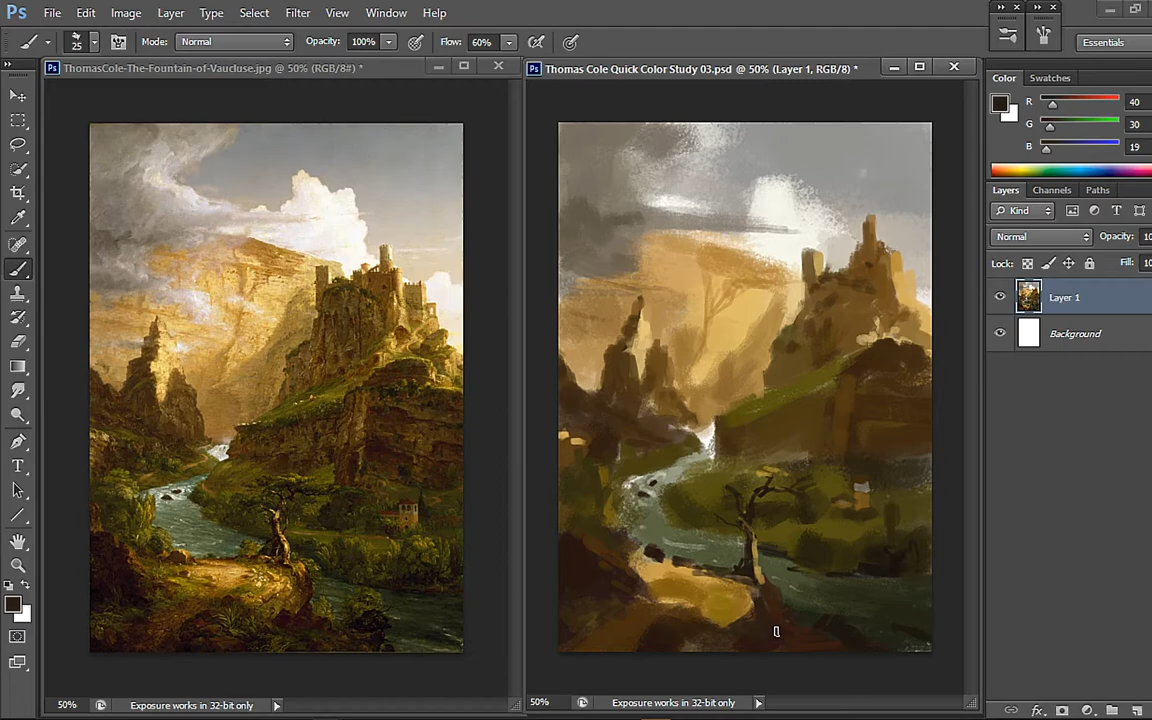 Ps File Edit Image Layer Type Select Filter View Window Help
25 Mode: Normal Opacity: 100% Flow: 60% Essentials
ThomasCole-The-Fountain-of-Vaucluse.jpg @ 50% (RGB/8#) *
Ps Thomas Cole Quick Color Study 03.psd @ 50% (Layer 1, RGB/8) *
Color Swatches
R 40
G 30
B 19
Layers Channels Paths
Kind
Normal Opacity: 10
Lock: Fill: 10
Layer 1
Background
50% Exposure works in 32-bit only
50% Exposure works in 32-bit only